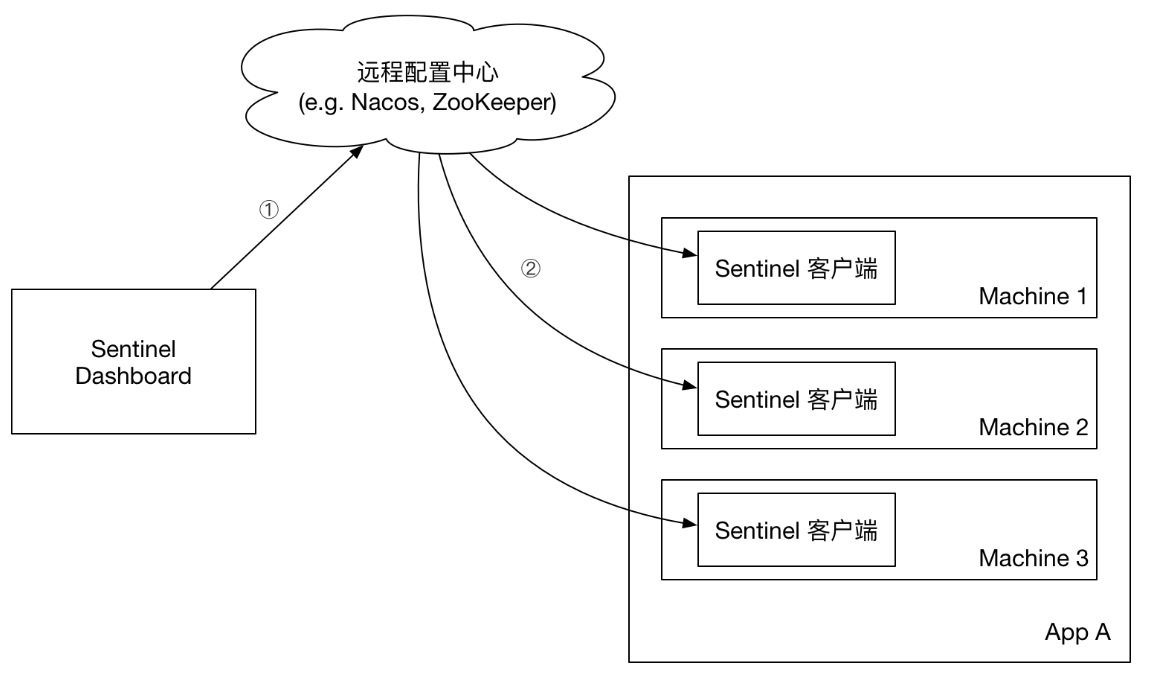 远程配置中心
(e.g. Nacos, ZooKeeper)
①
②
Sentinel
Dashboard
Sentinel 客户端
Machine 1
Sentinel 客户端
Machine 2
Sentinel 客户端
Machine 3
App A